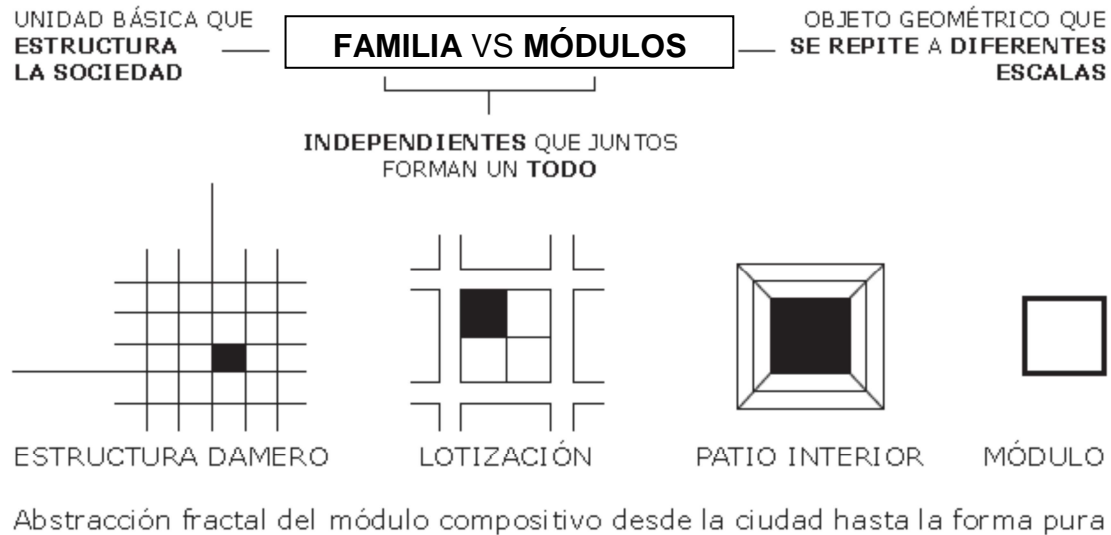 UNIDAD BÁSICA QUE
ESTRUCTURA
LA SOCIEDAD
FAMILIA VS MÓDULOS
OBJETO GEOMÉTRICO QUE
SE REPITE A DIFERENTES
ESCALAS
INDEPENDIENTES QUE JUNTOS
FORMAN UN TODO
ESTRUCTURA DAMERO
LOTIZACIÓN
PATIO INTERIOR
MÓDULO
Abstracción fractal del módulo compositivo desde la ciudad hasta la forma pura